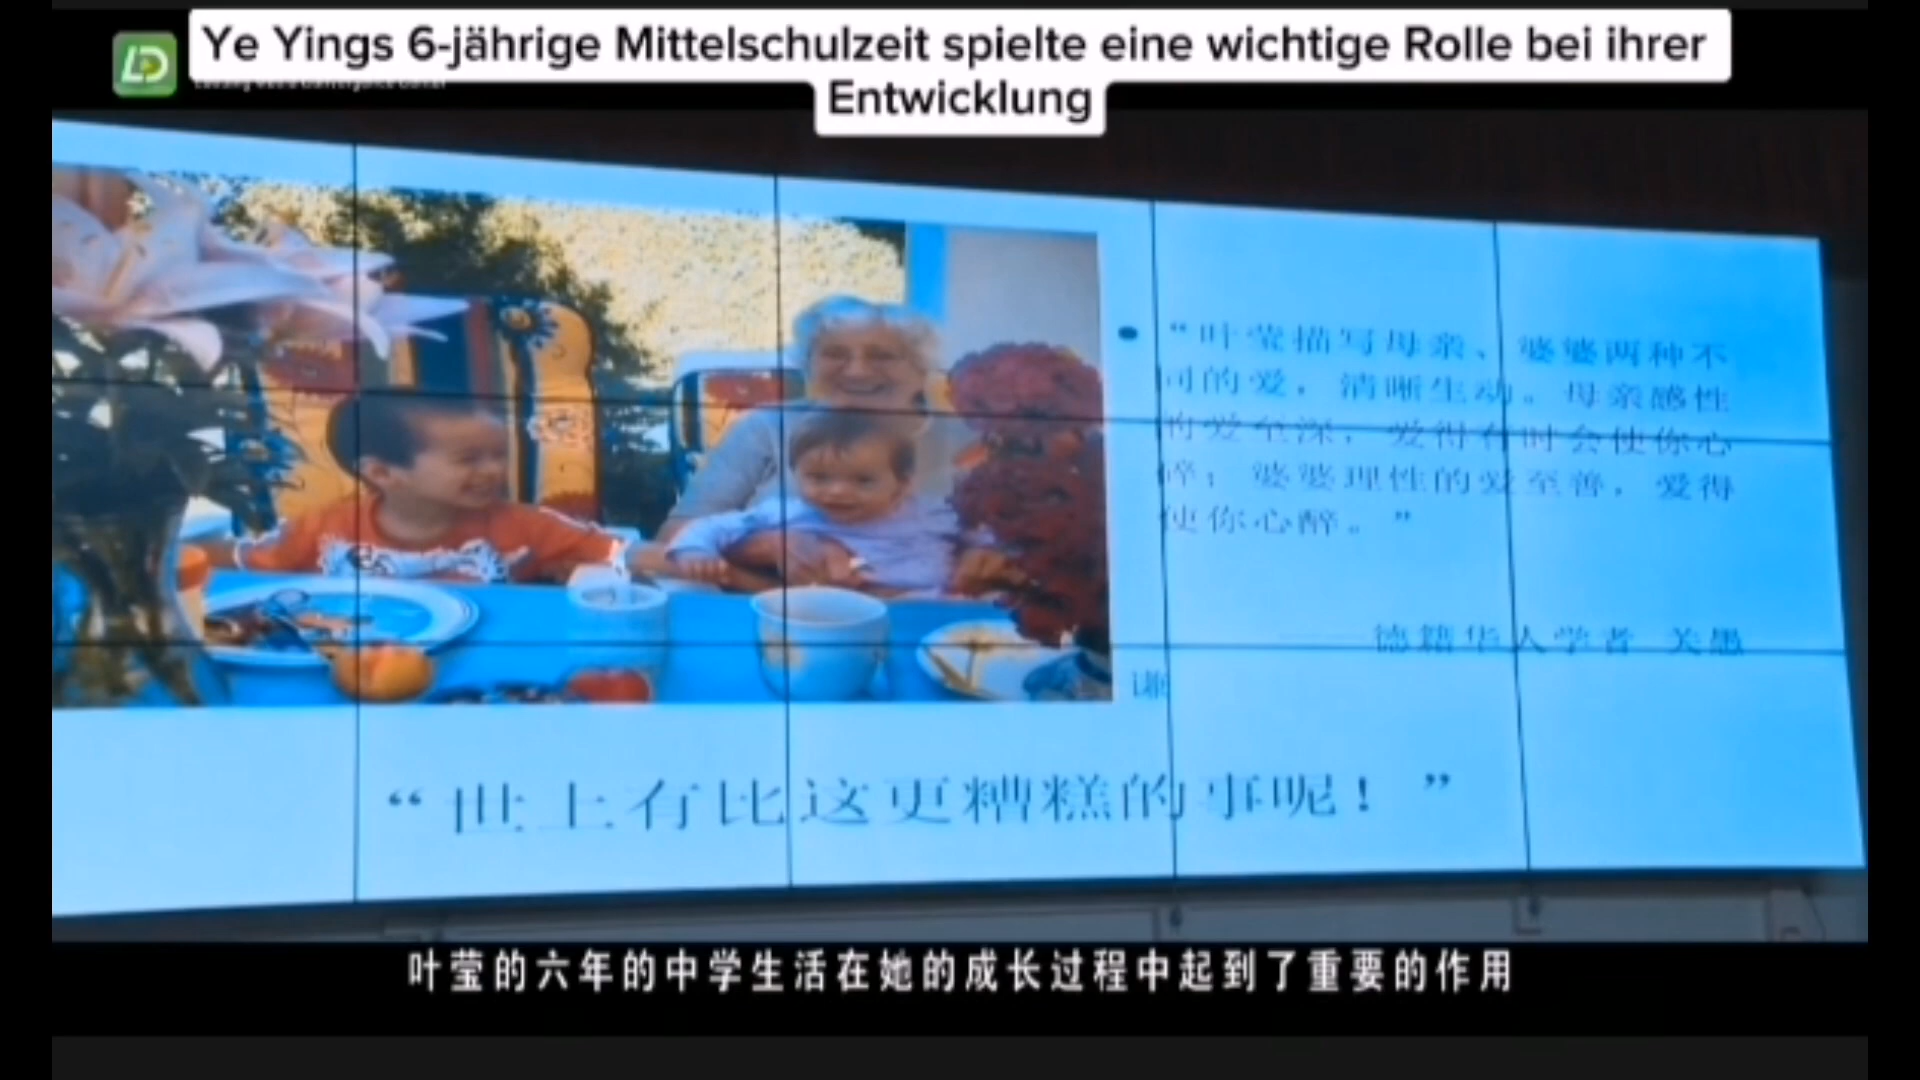 Ye Yings 6-jährige Mittelschulzeit spielte eine wichtige Rolle bei ihrer
Entwicklung
LD
“叶莹描写母亲、婆婆两种不
同的爱，清晰生动。母亲感性
的爱至深，爱得有时会使你心
碎；婆婆理性的爱至善，爱得
使你心醉。”
——德籍华人学者 关愚
谦
“世上有比这更糟糕的事呢！”
叶莹的六年的中学生活在她的成长过程中起到了重要的作用